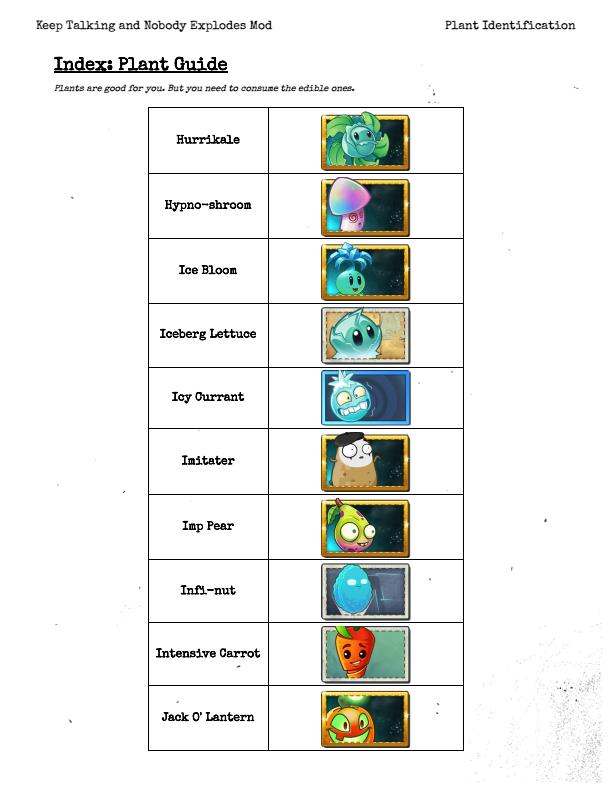 Keep Talking and Nobody Explodes Mod
Plant Identification
Index: Plant Guide
Plants are good for you. But you need to consume the edible ones.
Hurrikale
Hypno-shroom
Ice Bloom
Iceberg Lettuce
Icy Currant
Imitater
Imp Pear
Infi-nut
Intensive Carrot
Jack O' Lantern